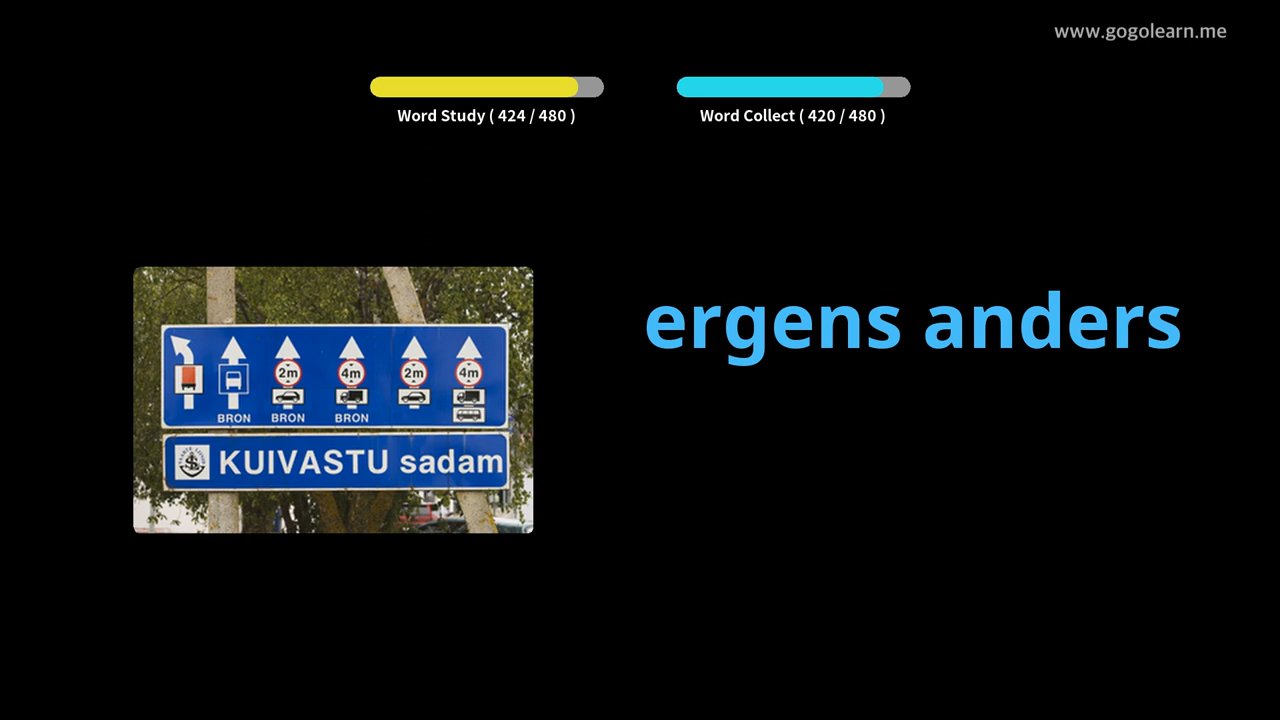 www.gogolearn.me
Word Study ( 424 / 480 )
Word Collect ( 420 / 480 )
ergens anders
2m 4m 2m 4m
BRON BRON BRON
KUIVASTU sadam